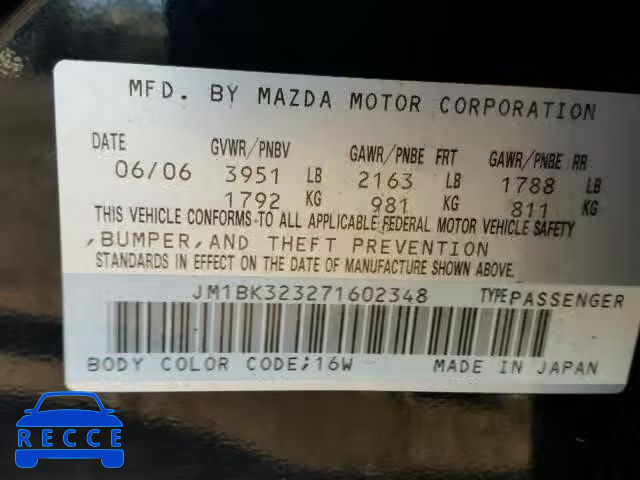 MFD. BY MAZDA MOTOR CORPORATION
DATE GVWR/PNBV GAWR/PNBE FRT GAWR/PNBE RR
06/06 3951 LB 2163 LB 1788 LB
1792 KG 981 KG 811 KG
THIS VEHICLE CONFORMS TO ALL APPLICABLE FEDERAL MOTOR VEHICLE SAFETY
,BUMPER,AND THEFT PREVENTION
STANDARDS IN EFFECT ON THE DATE OF MANUFACTURE SHOWN ABOVE.
JM1BK323271602348 TYPE PASSENGER
BODY COLOR CODE;16W MADE IN JAPAN
RECCE